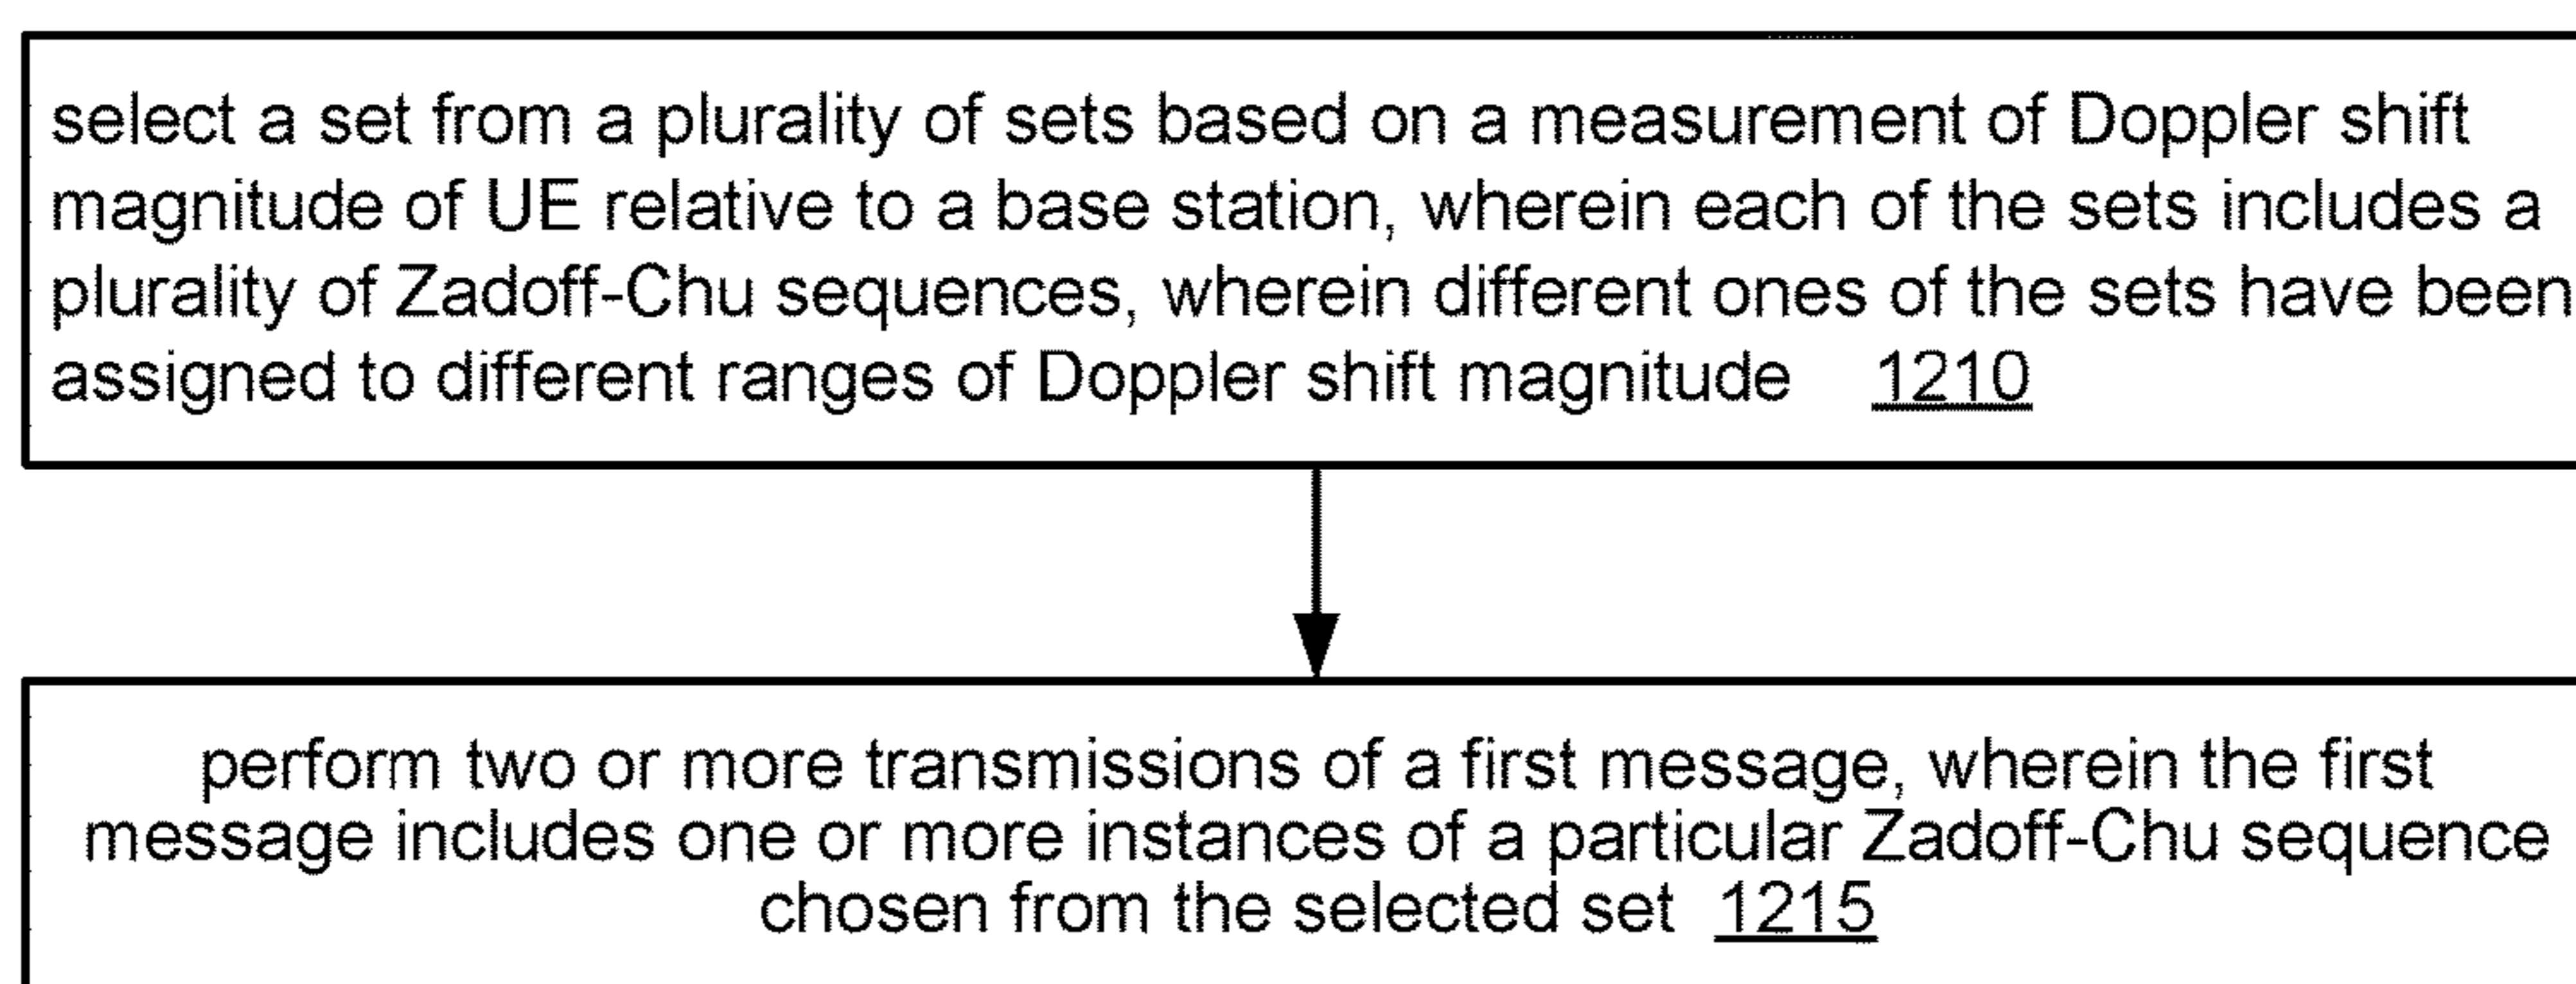 select a set from a plurality of sets based on a measurement of Doppler shift
magnitude of UE relative to a base station, wherein each of the sets includes a
plurality of Zadoff-Chu sequences, wherein different ones of the sets have been
assigned to different ranges of Doppler shift magnitude 1210
perform two or more transmissions of a first message, wherein the first
message includes one or more instances of a particular Zadoff-Chu sequence
chosen from the selected set 1215